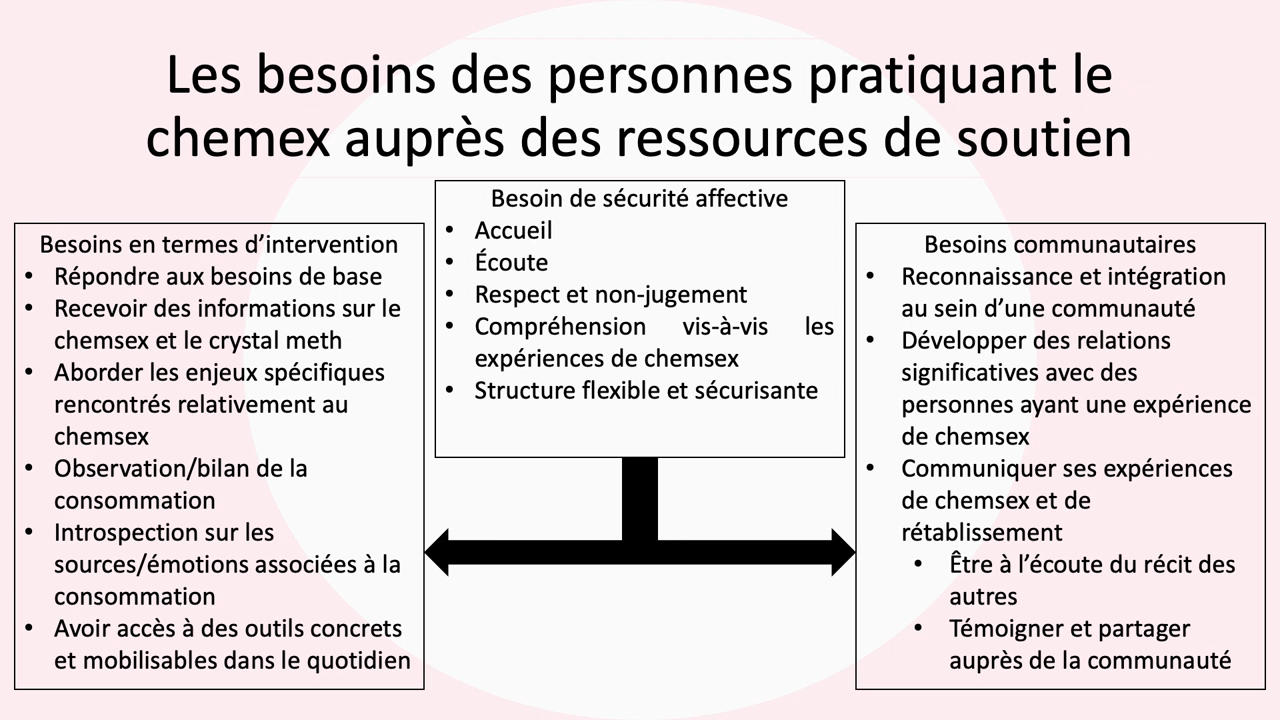 Les besoins des personnes pratiquant le
chemex auprès des ressources de soutien
Besoins en termes d’intervention
• Répondre aux besoins de base
• Recevoir des informations sur le
chemsex et le crystal meth
• Aborder les enjeux spécifiques
rencontrés relativement au
chemsex
• Observation/bilan de la
consommation
• Introspection sur les
sources/émotions associées à la
consommation
• Avoir accès à des outils concrets
et mobilisables dans le quotidien
Besoin de sécurité affective
• Accueil
• Écoute
• Respect et non-jugement
• Compréhension vis-à-vis les
expériences de chemsex
• Structure flexible et sécurisante
Besoins communautaires
• Reconnaissance et intégration
au sein d’une communauté
• Développer des relations
significatives avec des
personnes ayant une expérience
de chemsex
• Communiquer ses expériences
de chemsex et de
rétablissement
• Être à l’écoute du récit des
autres
• Témoigner et partager
auprès de la communauté